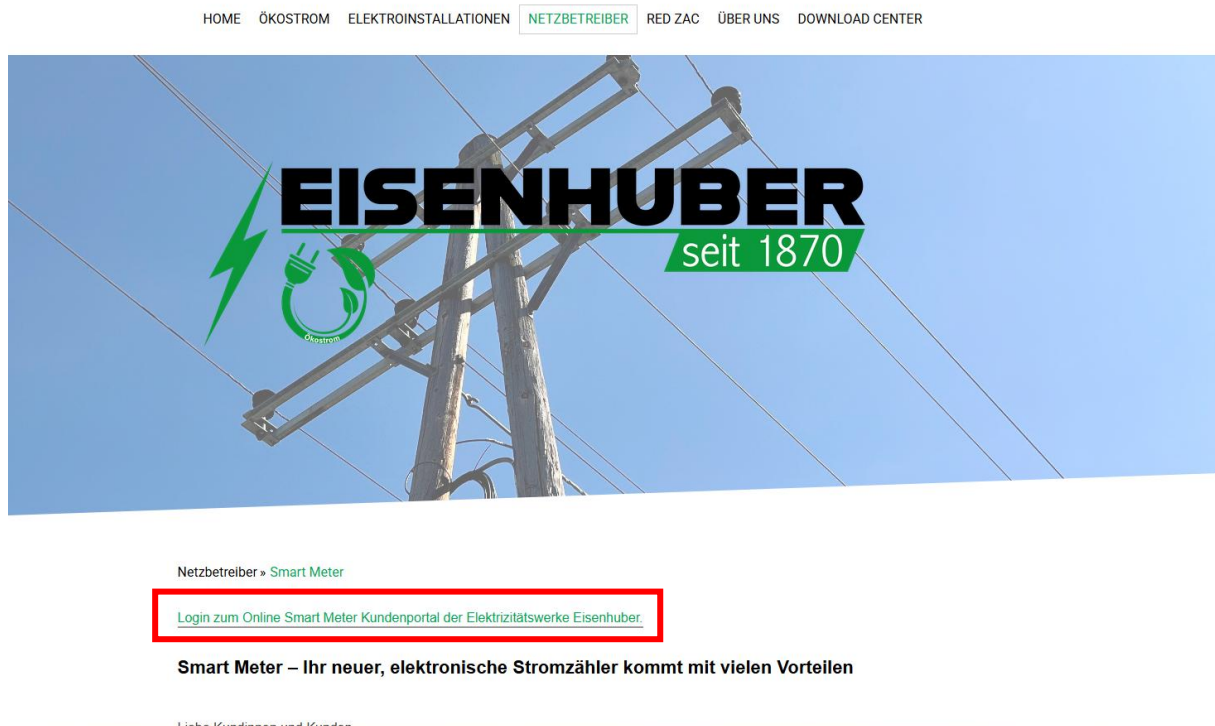 HOME ÖKOSTROM ELEKTROINSTALLATIONEN NETZBETREIBER RED ZAC ÜBER UNS DOWNLOAD CENTER
EISENHUBER
seit 1870
Ökostrom
Netzbetreiber » Smart Meter
Login zum Online Smart Meter Kundenportal der Elektrizitätswerke Eisenhuber.
Smart Meter – Ihr neuer, elektronische Stromzähler kommt mit vielen Vorteilen